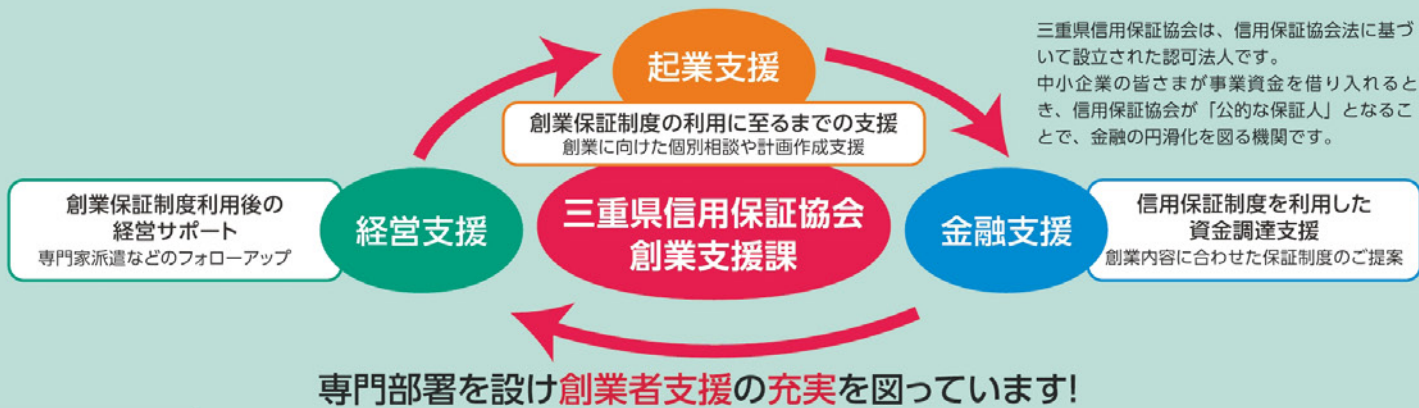 起業支援
創業保証制度の利用に至るまでの支援
創業に向けた個別相談や計画作成支援
三重県信用保証協会は、信用保証協会法に基づ
いて設立された認可法人です。
中小企業の皆さまが事業資金を借り入れると
き、信用保証協会が「公的な保証人」となるこ
とで、金融の円滑化を図る機関です。
創業保証制度利用後の
経営サポート
専門家派遣などのフォローアップ
経営支援
三重県信用保証協会
創業支援課
金融支援
信用保証制度を利用した
資金調達支援
創業内容に合わせた保証制度のご提案
専門部署を設け創業者支援の充実を図っています!